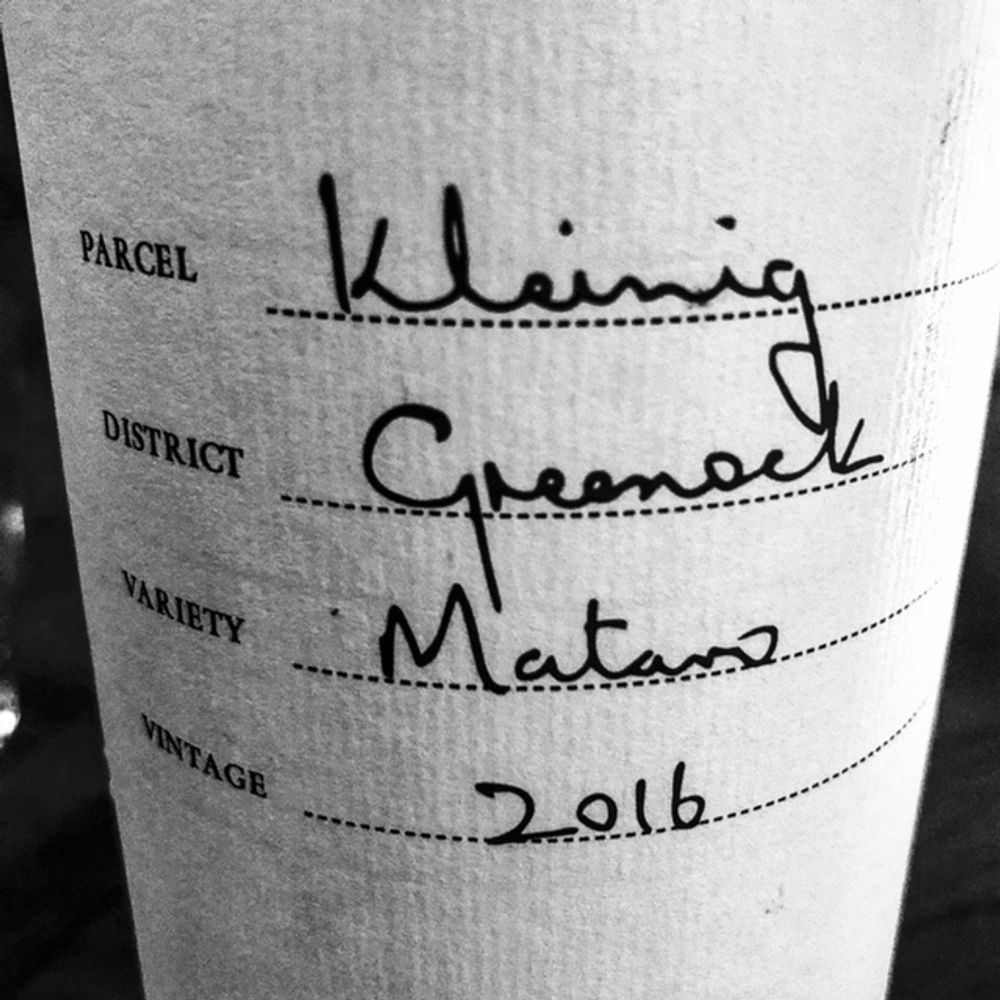 PARCEL Kleinig
DISTRICT Greenock
VARIETY Mataro
VINTAGE 2016